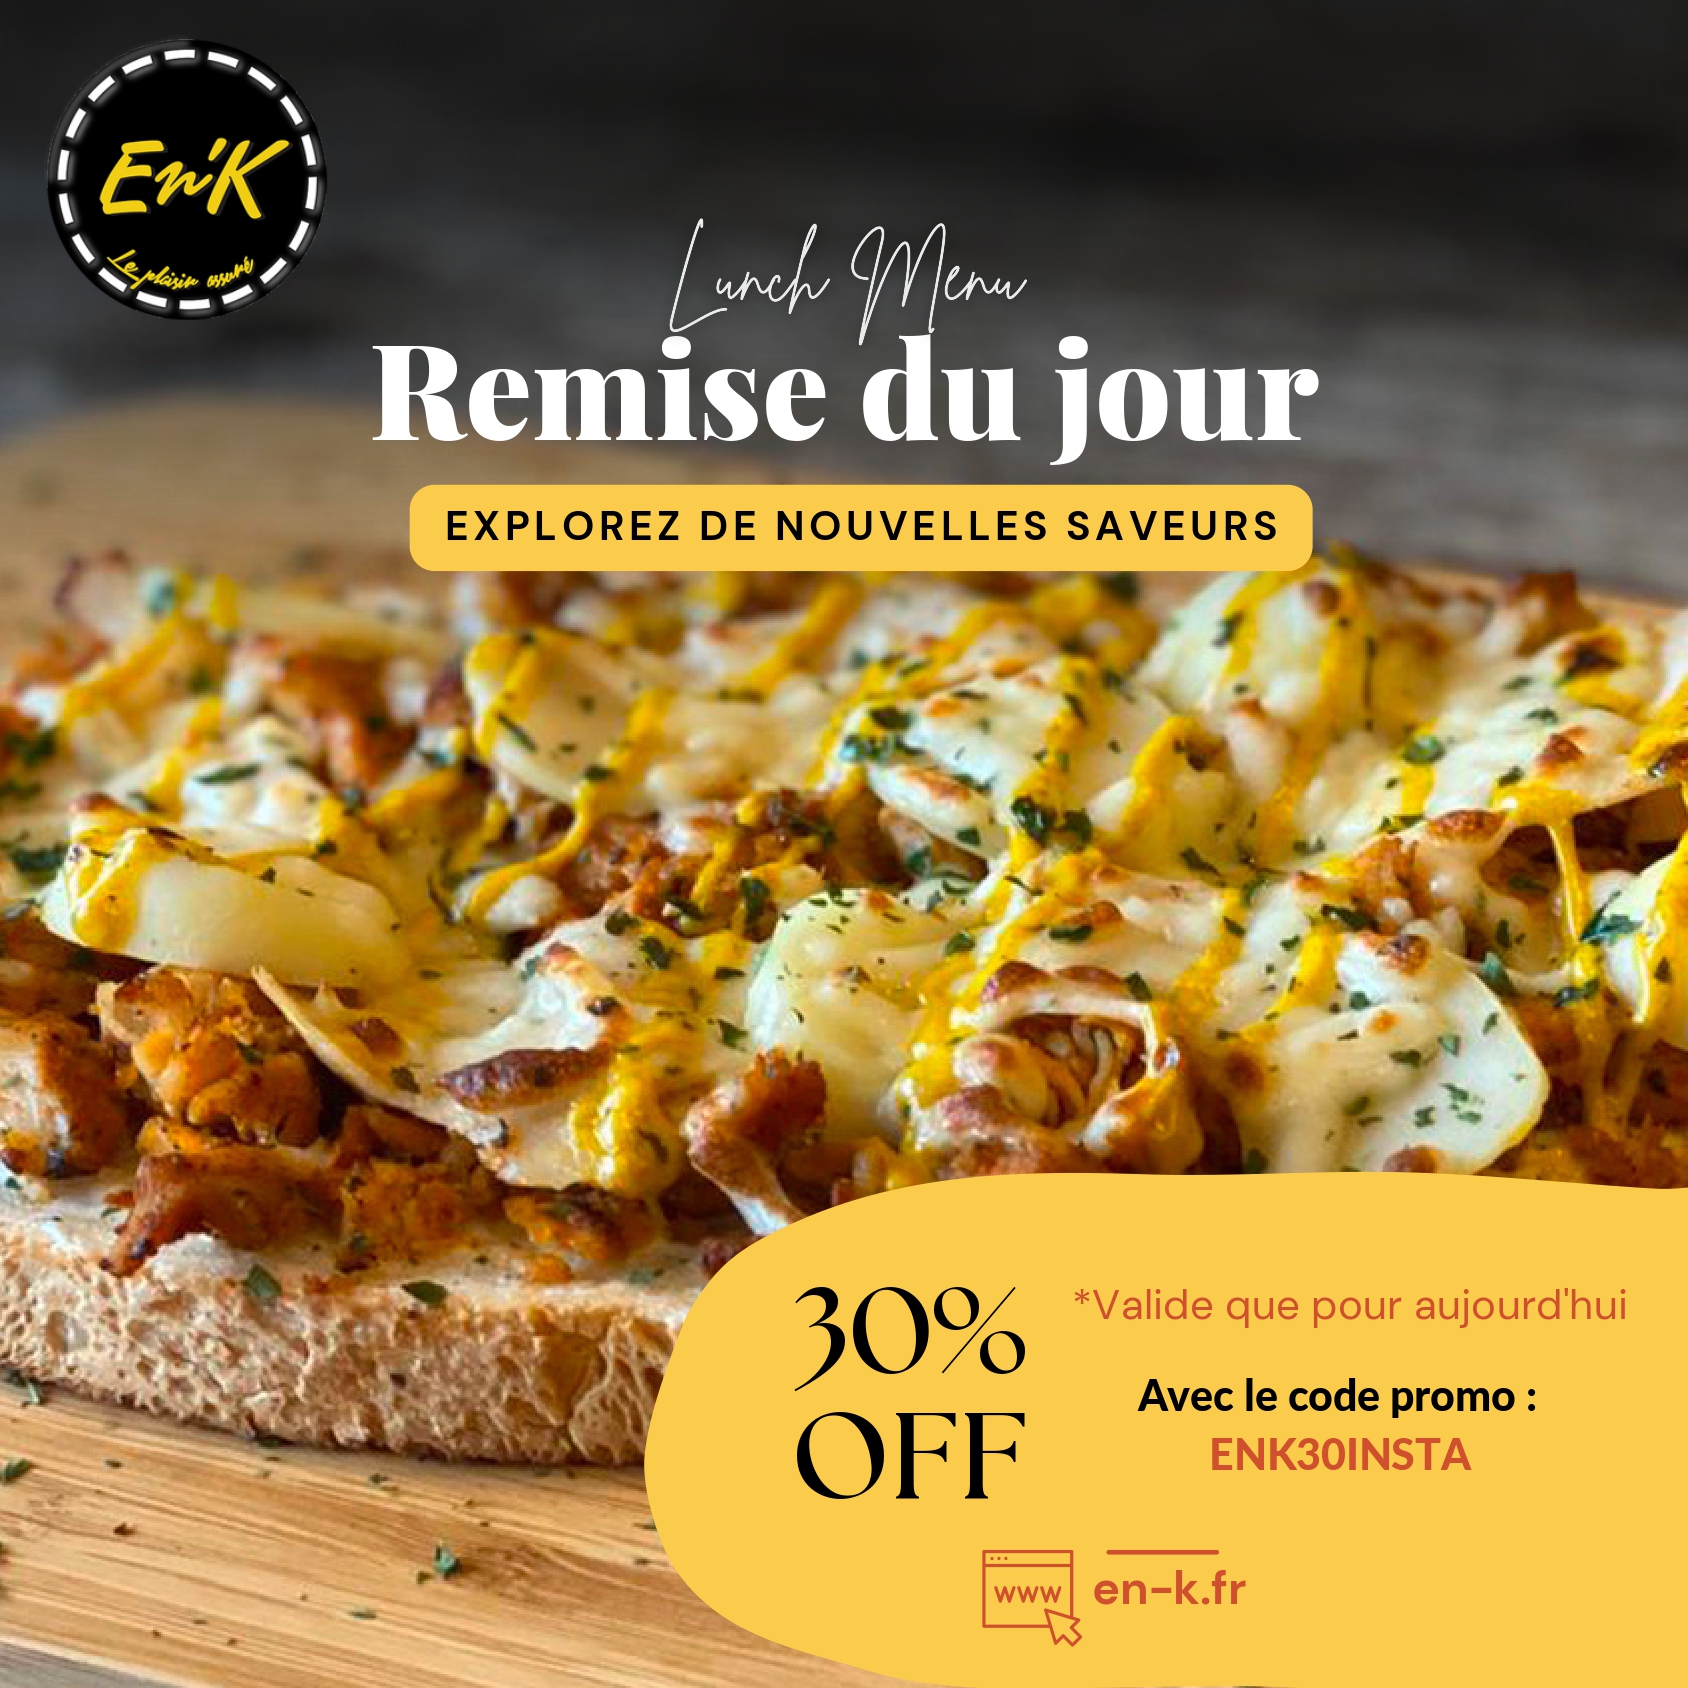 En'K
Le plaisir assuré
Lunch Menu
Remise du jour
EXPLOREZ DE NOUVELLES SAVEURS
30%
OFF
*Valide que pour aujourd'hui
Avec le code promo :
ENK30INSTA
www
en-k.fr